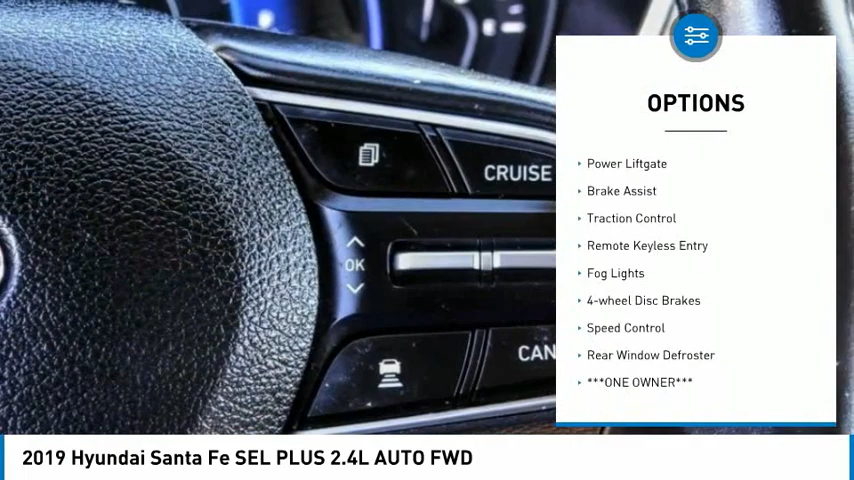 CRUISE
OK
CAN
OPTIONS
Power Liftgate
Brake Assist
Traction Control
Remote Keyless Entry
Fog Lights
4-wheel Disc Brakes
Speed Control
Rear Window Defroster
***ONE OWNER***
2019 Hyundai Santa Fe SEL PLUS 2.4L AUTO FWD